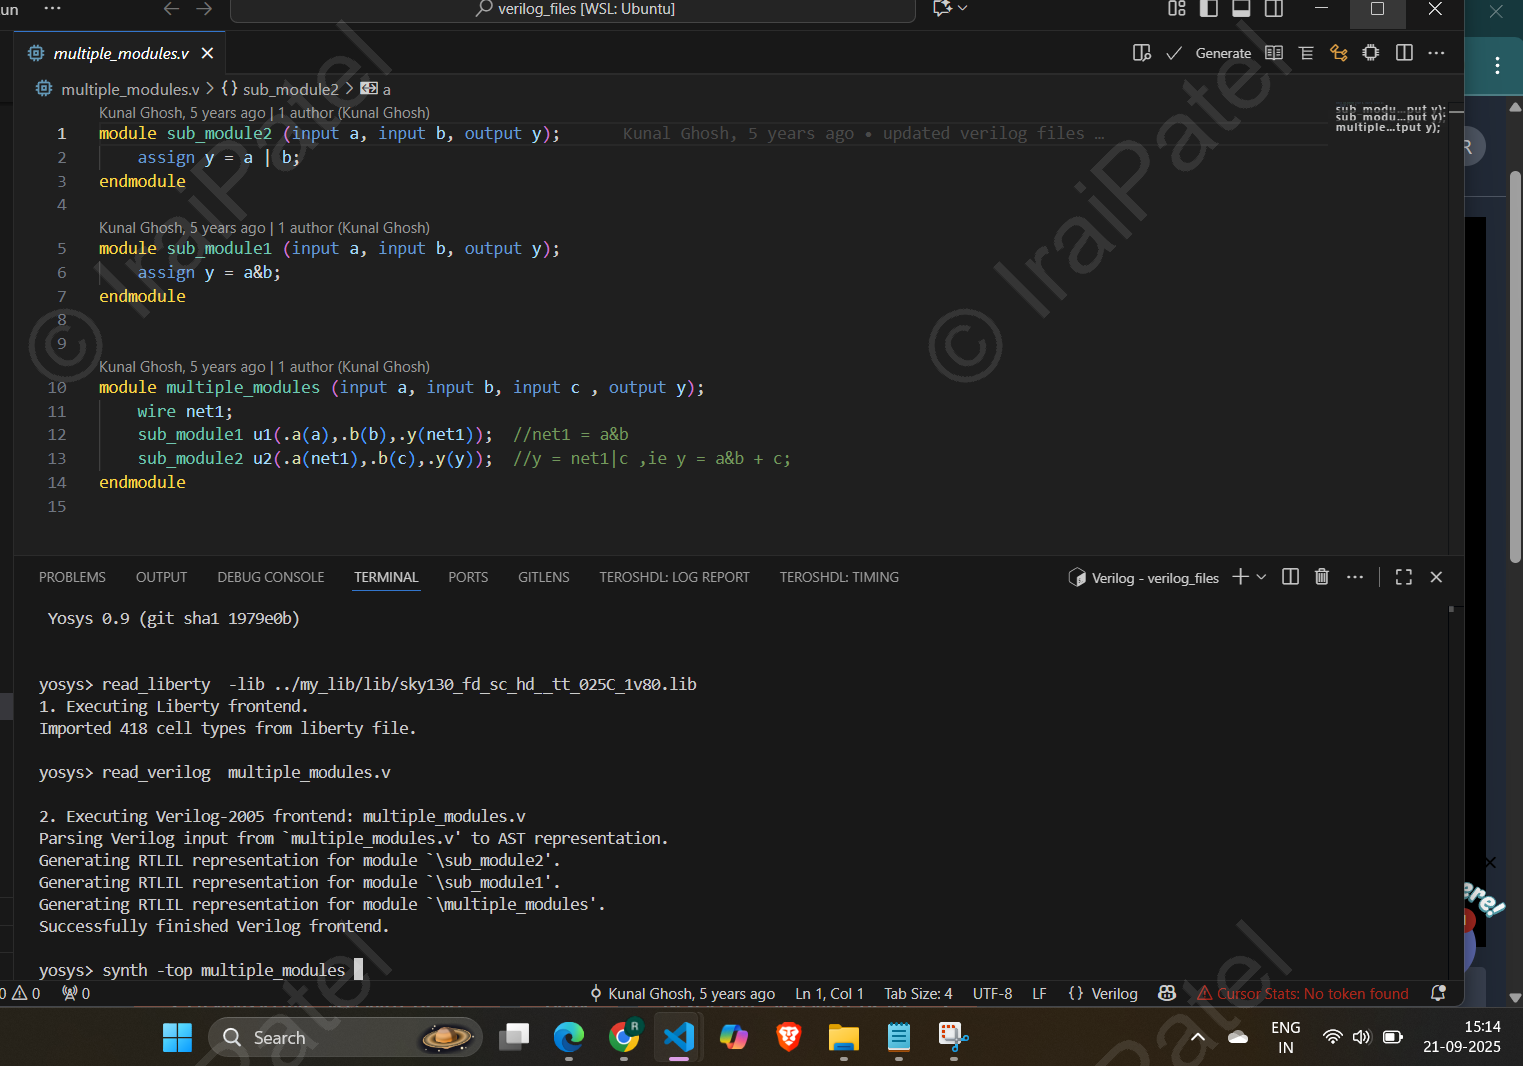 un ···
verilog_files [WSL: Ubuntu]
multiple_modules.v
Generate
multiple_modules.v > {} sub_module2 > a
Kunal Ghosh, 5 years ago | 1 author (Kunal Ghosh)
1 module sub_module2 (input a, input b, output y); Kunal Ghosh, 5 years ago • updated verilog files …
2 assign y = a | b;
3 endmodule
4
Kunal Ghosh, 5 years ago | 1 author (Kunal Ghosh)
5 module sub_module1 (input a, input b, output y);
6 assign y = a&b;
7 endmodule
8
9
Kunal Ghosh, 5 years ago | 1 author (Kunal Ghosh)
10 module multiple_modules (input a, input b, input c , output y);
11 wire net1;
12 sub_module1 u1(.a(a),.b(b),.y(net1)); //net1 = a&b
13 sub_module2 u2(.a(net1),.b(c),.y(y)); //y = net1|c ,ie y = a&b + c;
14 endmodule
15
sub_modu...put y);
sub_modu...put y);
multiple...tput y);
R
© IraiPatel
© IraiPatel
PROBLEMS OUTPUT DEBUG CONSOLE TERMINAL PORTS GITLENS TEROSHDL: LOG REPORT TEROSHDL: TIMING
Verilog - verilog_files
Yosys 0.9 (git sha1 1979e0b)
yosys> read_liberty  -lib ../my_lib/lib/sky130_fd_sc_hd__tt_025C_1v80.lib
1. Executing Liberty frontend.
Imported 418 cell types from liberty file.
yosys> read_verilog  multiple_modules.v
2. Executing Verilog-2005 frontend: multiple_modules.v
Parsing Verilog input from `multiple_modules.v' to AST representation.
Generating RTLIL representation for module `\sub_module2'.
Generating RTLIL representation for module `\sub_module1'.
Generating RTLIL representation for module `\multiple_modules'.
Successfully finished Verilog frontend.
yosys> synth -top multiple_modules
ere!
IraiPatel
IraiPatel
0 0 0 Kunal Ghosh, 5 years ago Ln 1, Col 1 Tab Size: 4 UTF-8 LF {} Verilog Cursor Stats: No token found
Search
R
ENG
IN
15:14
21-09-2025